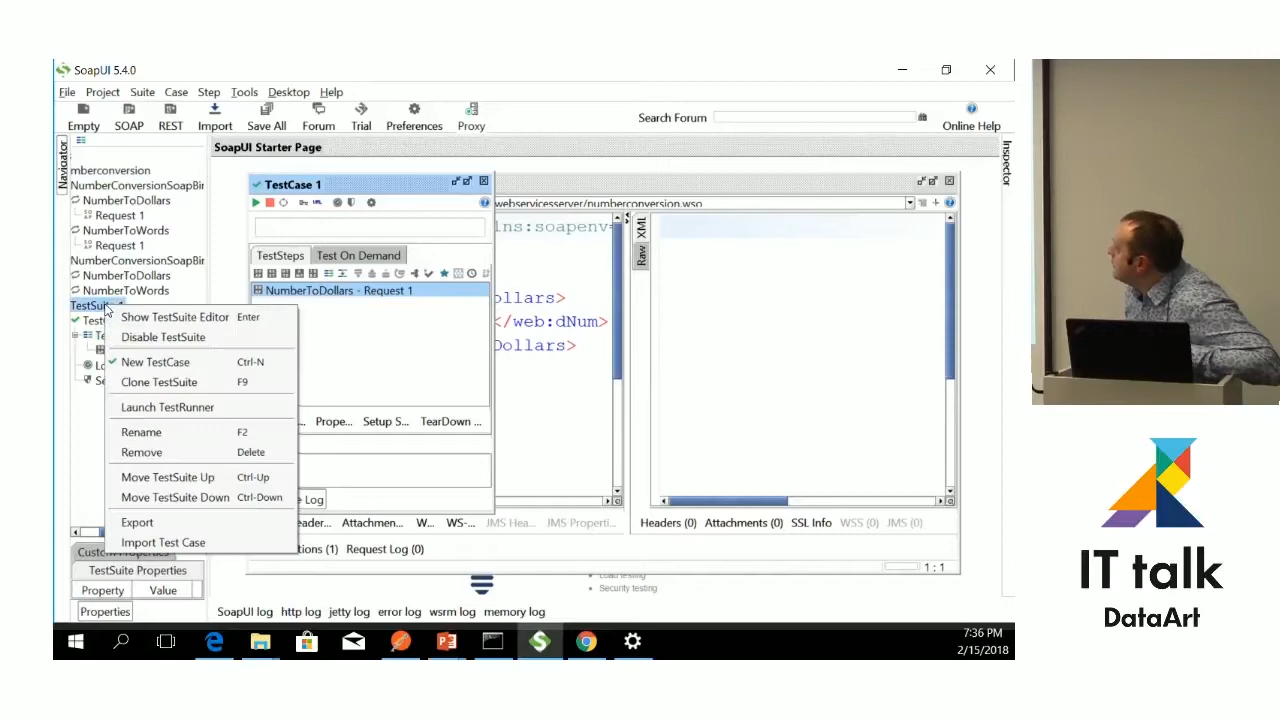 SoapUI 5.4.0
File Project Suite Case Step Tools Desktop Help
Empty SOAP REST Import Save All Forum Trial Preferences Proxy
Search Forum
Online Help
Navigator
SoapUI Starter Page
Inspector
mberconversion
NumberConversionSoapBin
NumberToDollars
Request 1
NumberToWords
Request 1
NumberConversionSoapBin
NumberToDollars
NumberToWords
TestSuite 1
Show TestSuite Editor Enter
Disable TestSuite
New TestCase Ctrl-N
Clone TestSuite F9
Launch TestRunner
Rename F2
Remove Delete
Move TestSuite Up Ctrl-Up
Move TestSuite Down Ctrl-Down
Export
Import Test Case
TestCase 1
TestSteps Test On Demand
NumberToDollars - Request 1
Prope... Setup S... TearDown ...
Log
webservicesserver/numberconversion.wso
lns:soapenv=
ollars>
</web:dNum>
Dollars>
XML
Raw
eader... Attachmen... W... WS-... JMS Hea... JMS Properti...
Headers (0) Attachments (0) SSL Info WSS (0) JMS (0)
tions (1) Request Log (0)
1 : 1
Custom Properties
TestSuite Properties
Property Value
Properties
Load testing
Security testing
SoapUI log http log jetty log error log wsrm log memory log
7:36 PM
2/15/2018
IT talk
DataArt